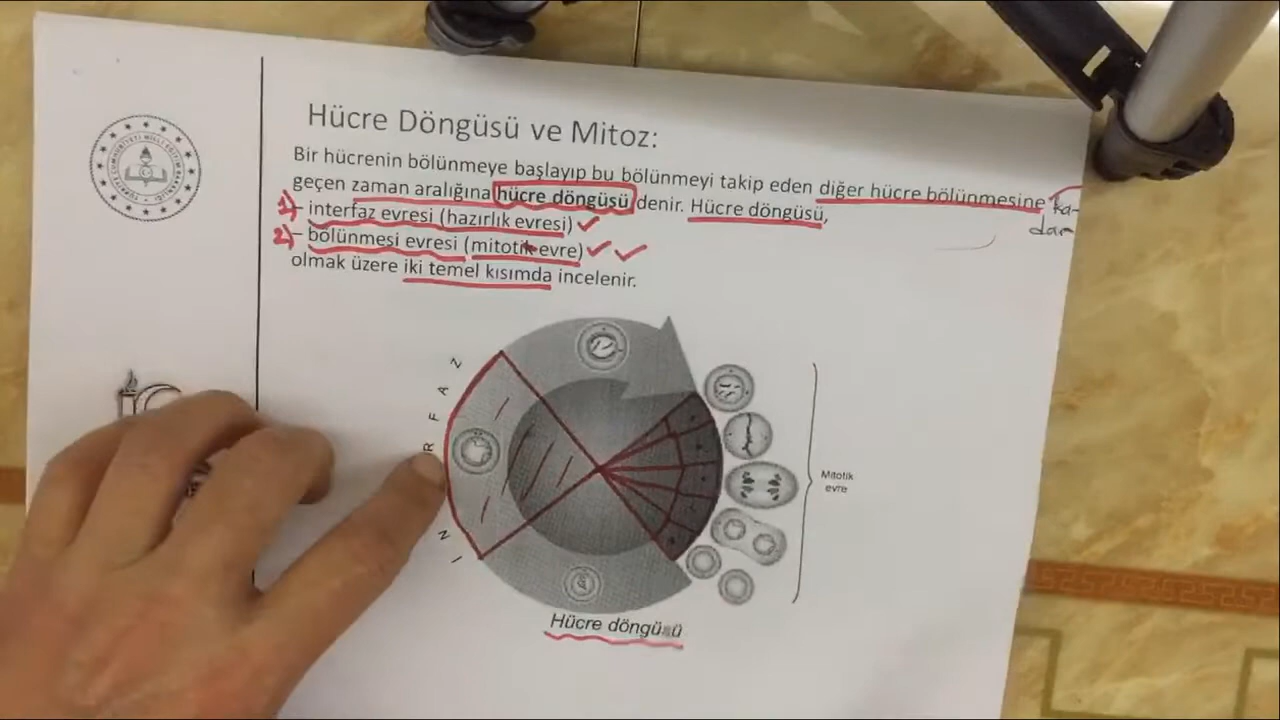 Hücre Döngüsü ve Mitoz:
Bir hücrenin bölünmeye başlayıp bu bölünmeyi takip eden diğer hücre bölünmesine ka-
dar
geçen zaman aralığına hücre döngüsü denir. Hücre döngüsü,
1) - interfaz evresi (hazırlık evresi)
2) - bölünmesi evresi (mitotik evre)
olmak üzere iki temel kısımda incelenir.
Z
A
F
R
N
I
Mitotik
evre
Hücre döngüsü